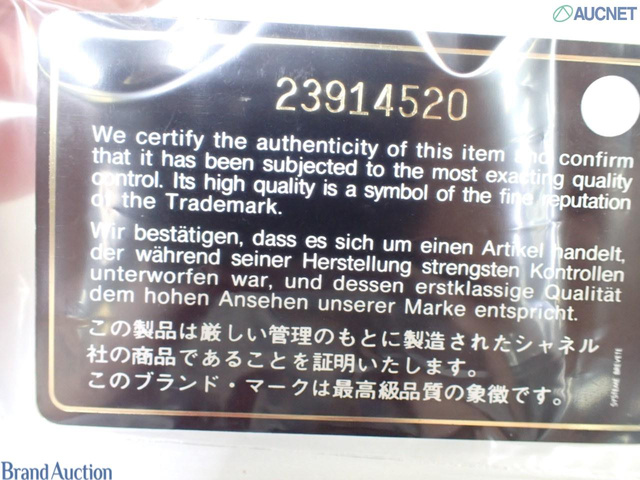 AUCNET
23914520
We certify the authenticity of this item and confirm
that it has been subjected to the most exacting quality
control. Its high quality is a symbol of the fine reputation
of the Trademark.
Wir bestätigen, dass es sich um einen Artikel handelt,
der während seiner Herstellung strengsten Kontrollen
unterworfen war, und dessen erstklassige Qualität
dem hohen Ansehen unserer Marke entspricht.
この製品は厳しい管理のもとに製造されたシャネル
社の商品であることを証明いたします。
このブランド・マークは最高級品質の象徴です。
SYSTEME BREVETE
Brand Auction